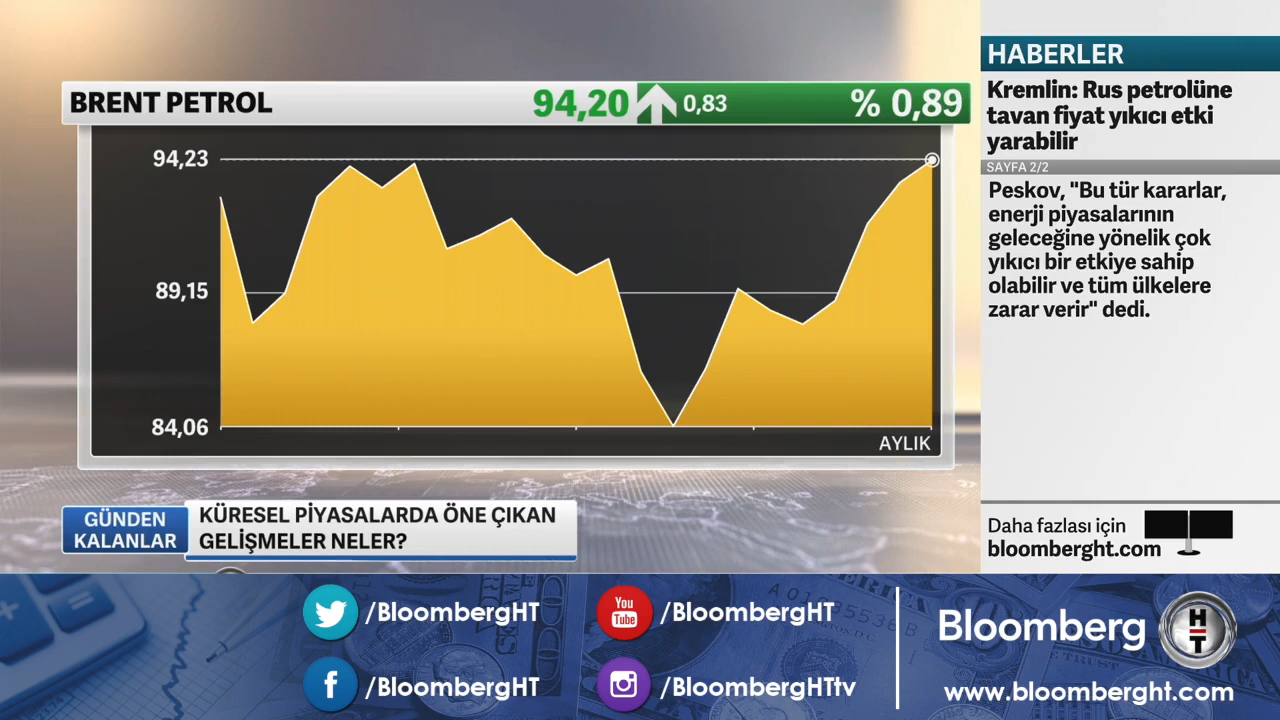 BRENT PETROL 94,20 0,83 % 0,89
94,23
89,15
84,06
AYLIK
HABERLER
Kremlin: Rus petrolüne
tavan fiyat yıkıcı etki
yarabilir
SAYFA 2/2
Peskov, "Bu tür kararlar,
enerji piyasalarının
geleceğine yönelik çok
yıkıcı bir etkiye sahip
olabilir ve tüm ülkelere
zarar verir" dedi.
Daha fazlası için
bloomberght.com
GÜNDEN
KALANLAR
KÜRESEL PİYASALARDA ÖNE ÇIKAN
GELİŞMELER NELER?
/BloombergHT
You
Tube
/BloombergHT
/BloombergHT
/BloombergHTtv
Bloomberg HT
www.bloomberght.com